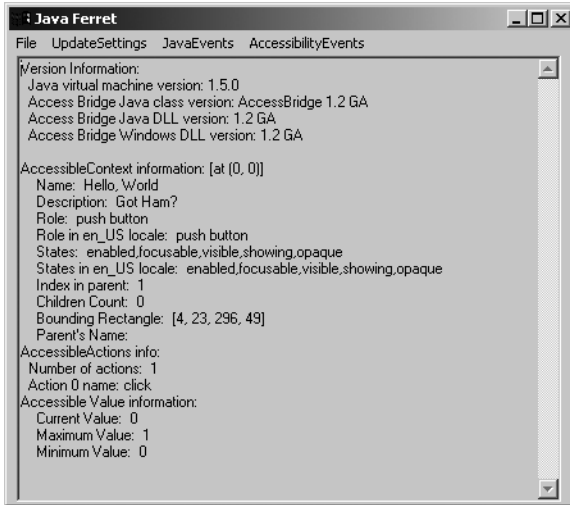 Java Ferret
File UpdateSettings JavaEvents AccessibilityEvents
Version Information:
Java virtual machine version: 1.5.0
Access Bridge Java class version: AccessBridge 1.2 GA
Access Bridge Java DLL version: 1.2 GA
Access Bridge Windows DLL version: 1.2 GA
AccessibleContext information: [at (0, 0)]
Name: Hello, World
Description: Got Ham?
Role: push button
Role in en_US locale: push button
States: enabled,focusable,visible,showing,opaque
States in en_US locale: enabled,focusable,visible,showing,opaque
Index in parent: 1
Children Count: 0
Bounding Rectangle: [4, 23, 296, 49]
Parent's Name:
AccessibleActions info:
Number of actions: 1
Action 0 name: click
Accessible Value information:
Current Value: 0
Maximum Value: 1
Minimum Value: 0